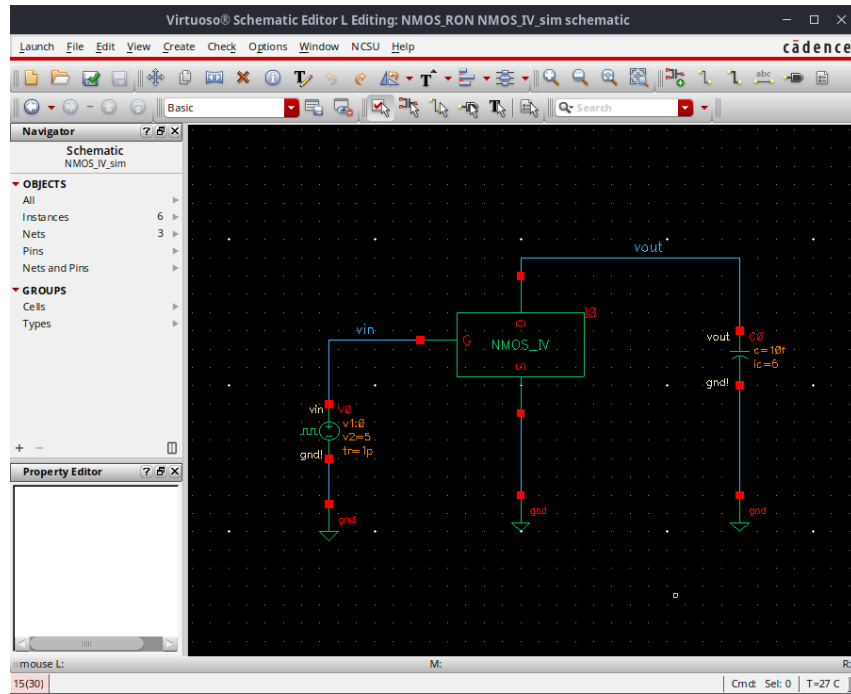 Virtuoso® Schematic Editor L Editing: NMOS_RON NMOS_IV_sim schematic
Launch File Edit View Create Check Options Window NCSU Help
cādence
abc
Basic
Search
Navigator
Schematic
NMOS_IV_sim
OBJECTS
All
Instances 6
Nets 3
Pins
Nets and Pins
GROUPS
Cells
Types
Property Editor
vout
vin
I0
D
G
NMOS_IV
S
vout
C0
c=10f
ic=5
gnd!
vin
V0
v1:0
v2=5
tr=1p
gnd!
gnd
gnd
gnd
mouse L:
M:
R:
15(30)
Cmd: Sel: 0
T=27 C